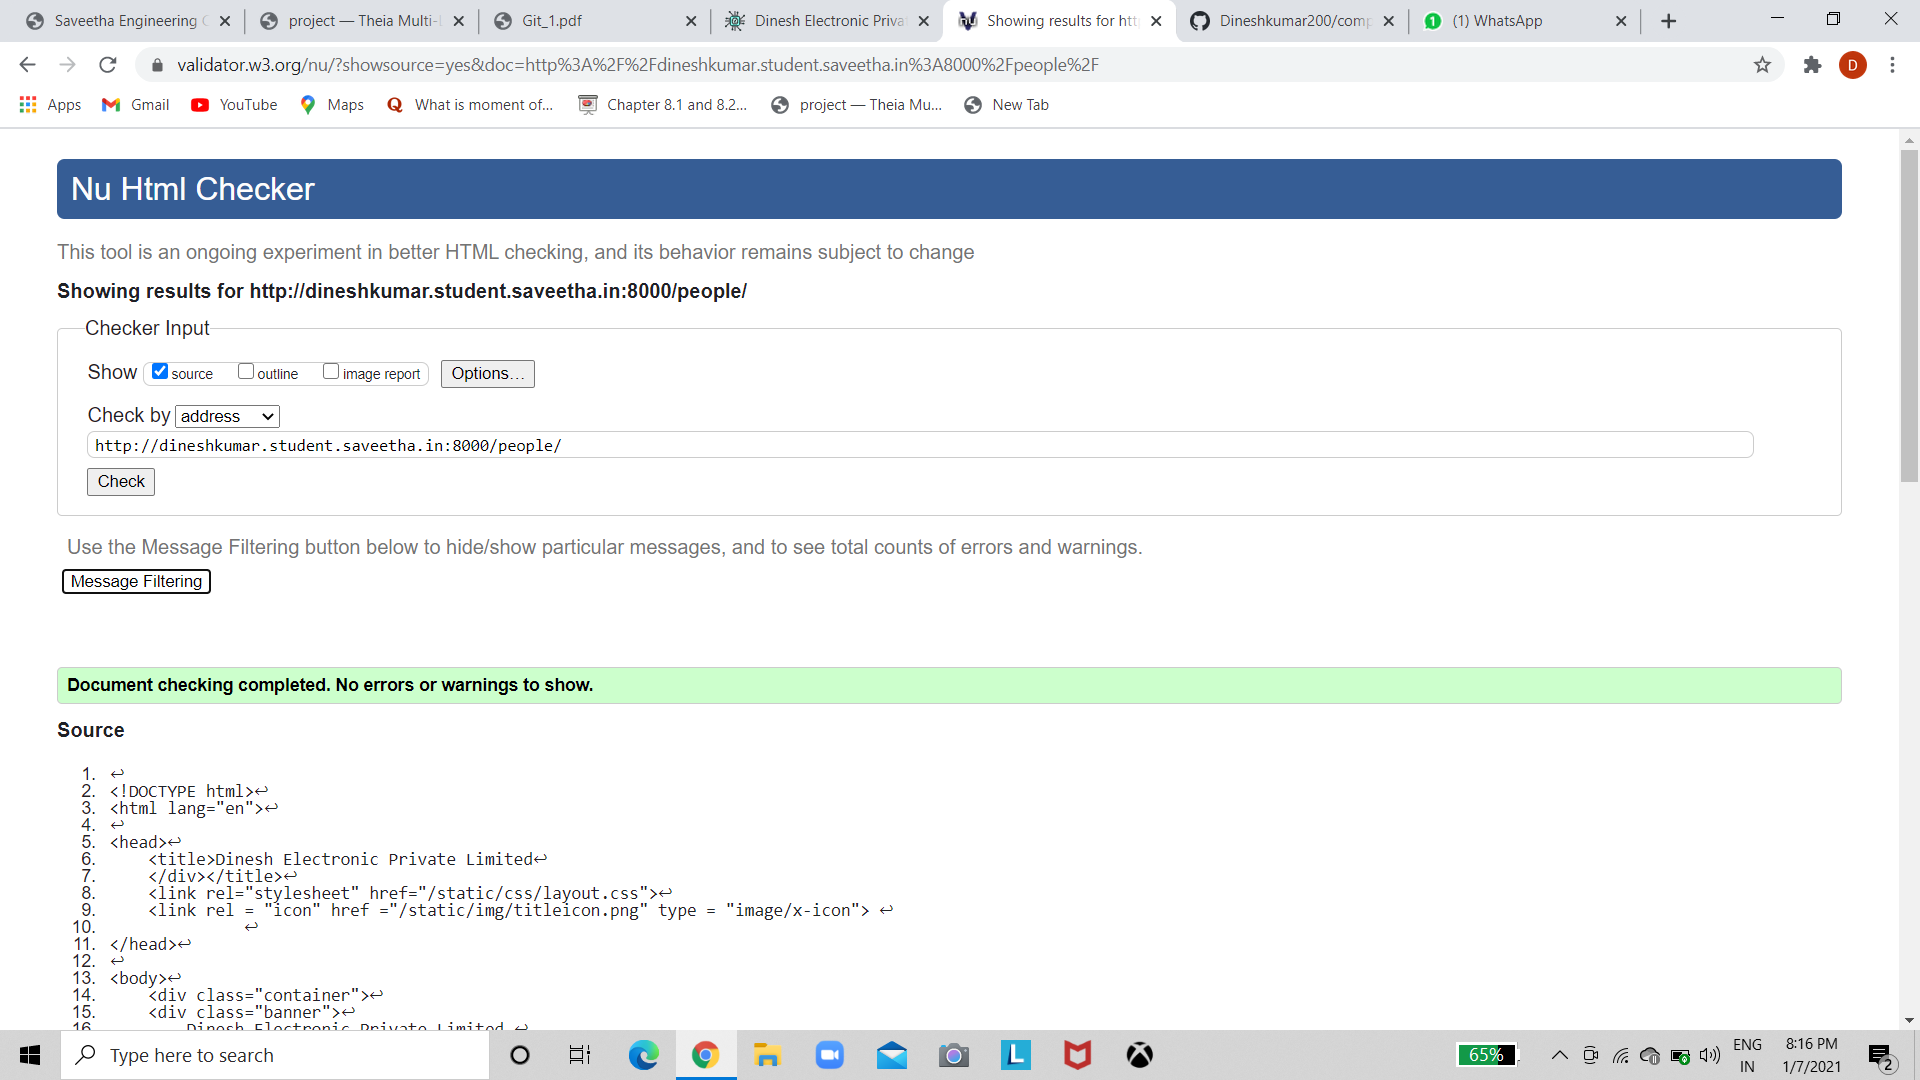 Saveetha Engineering
project — Theia Multi-
Git_1.pdf
Dinesh Electronic Priva
Showing results for htt
Dineshkumar200/comp
1 (1) WhatsApp
validator.w3.org/nu/?showsource=yes&doc=http%3A%2F%2Fdineshkumar.student.saveetha.in%3A8000%2Fpeople%2F
D
Apps
Gmail
YouTube
Maps
What is moment of...
Chapter 8.1 and 8.2...
project — Theia Mu...
New Tab
Nu Html Checker
This tool is an ongoing experiment in better HTML checking, and its behavior remains subject to change
Showing results for http://dineshkumar.student.saveetha.in:8000/people/
Checker Input
Show source outline image report Options...
Check by address
http://dineshkumar.student.saveetha.in:8000/people/
Check
Use the Message Filtering button below to hide/show particular messages, and to see total counts of errors and warnings.
Message Filtering
Document checking completed. No errors or warnings to show.
Source
1. ↩
2. <!DOCTYPE html>↩
3. <html lang="en">↩
4. ↩
5. <head>↩
6. <title>Dinesh Electronic Private Limited↩
7. </div></title>↩
8. <link rel="stylesheet" href="/static/css/layout.css">↩
9. <link rel = "icon" href ="/static/img/titleicon.png" type = "image/x-icon"> ↩
10. ↩
11. </head>↩
12. ↩
13. <body>↩
14. <div class="container">↩
15. <div class="banner">↩
16. Dinesh Electronic Private Limited ↩
Type here to search
L
65%
ENG
IN
8:16 PM
1/7/2021
2